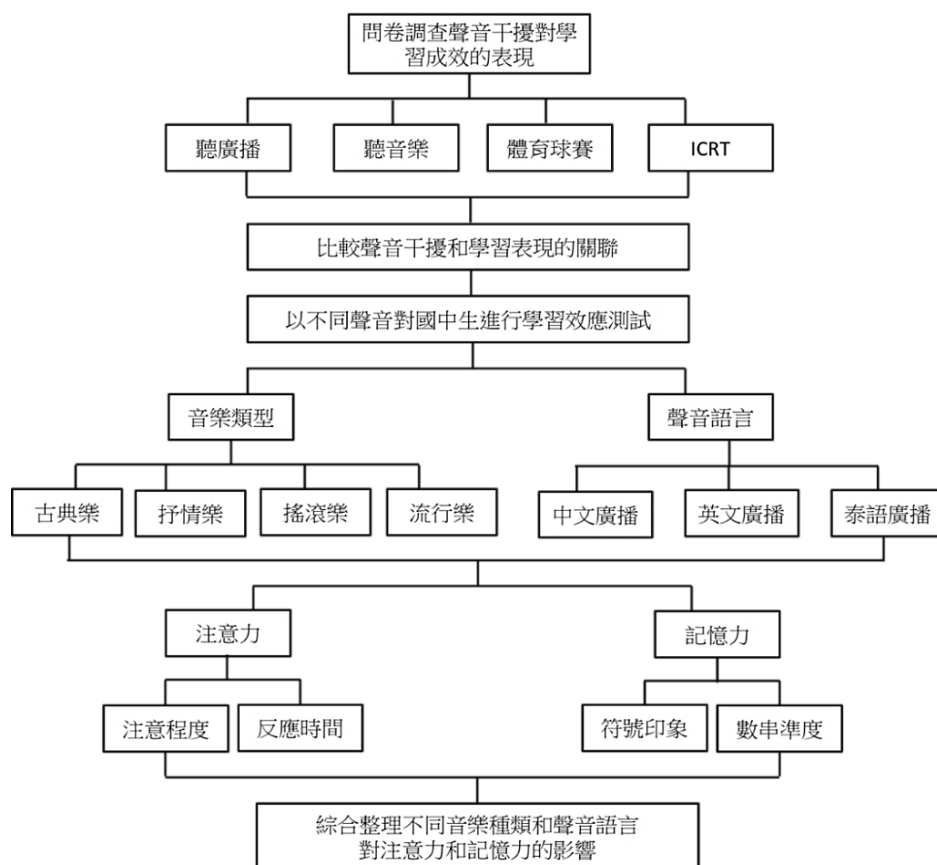 問卷調查聲音干擾對學
習成效的表現
聽廣播
聽音樂
體育球賽
ICRT
比較聲音干擾和學習表現的關聯
以不同聲音對國中生進行學習效應測試
音樂類型
聲音語言
古典樂
抒情樂
搖滾樂
流行樂
中文廣播
英文廣播
泰語廣播
注意力
記憶力
注意程度
反應時間
符號印象
數串準度
綜合整理不同音樂種類和聲音語言
對注意力和記憶力的影響